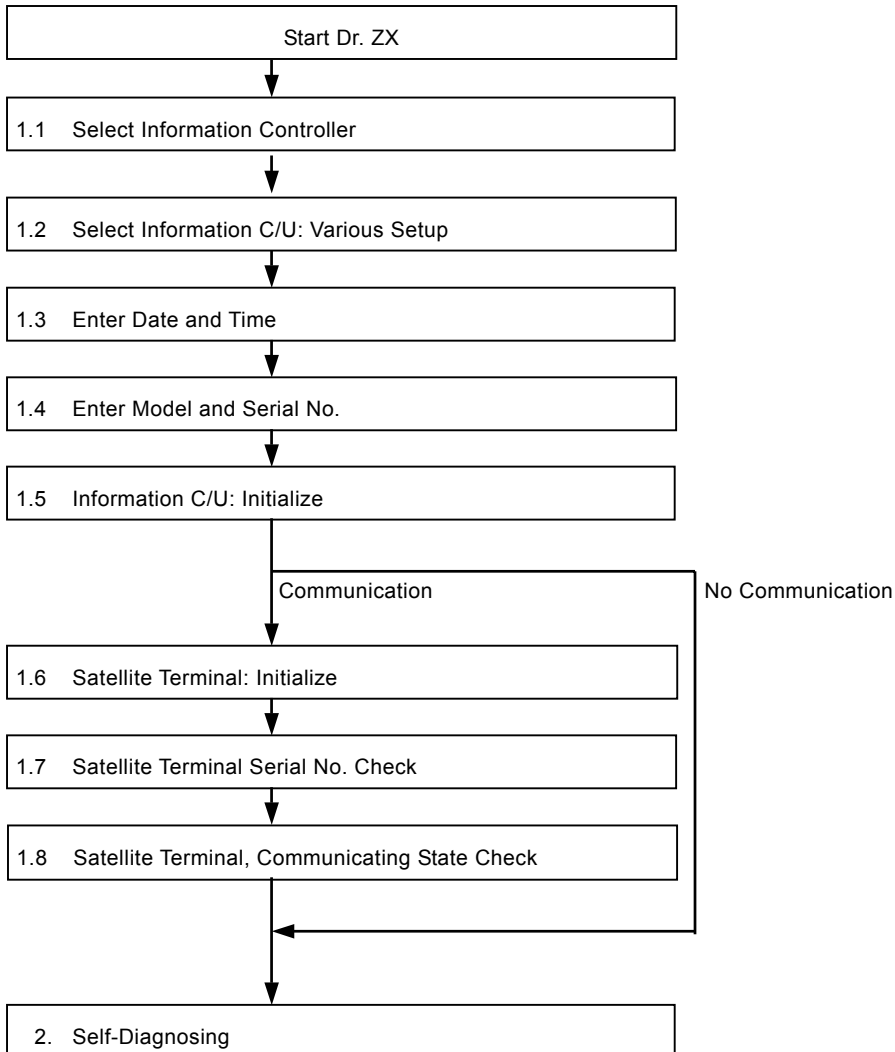 Start Dr. ZX
1.1 Select Information Controller
1.2 Select Information C/U: Various Setup
1.3 Enter Date and Time
1.4 Enter Model and Serial No.
1.5 Information C/U: Initialize
Communication
No Communication
1.6 Satellite Terminal: Initialize
1.7 Satellite Terminal Serial No. Check
1.8 Satellite Terminal, Communicating State Check
2. Self-Diagnosing